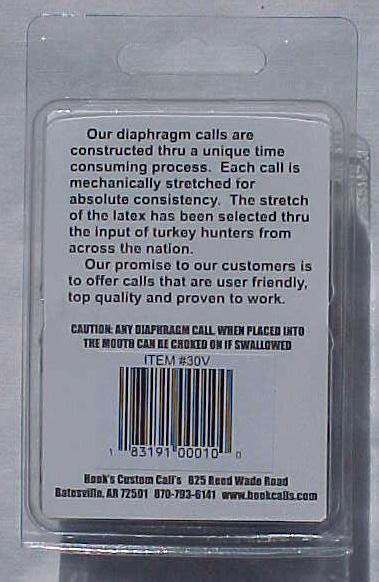 Our diaphragm calls are
constructed thru a unique time
consuming process. Each call is
mechanically stretched for
absolute consistency. The stretch
of the latex has been selected thru
the input of turkey hunters from
across the nation.
Our promise to our customers is
to offer calls that are user friendly,
top quality and proven to work.
CAUTION: ANY DIAPHRAGM CALL, WHEN PLACED INTO
THE MOUTH CAN BE CHOKED ON IF SWALLOWED
ITEM #30V
1 83191 00010 0
Hook's Custom Call's 625 Reed Wade Road
Batesville, AR 72501 870-793-6141 www.hookcalls.com